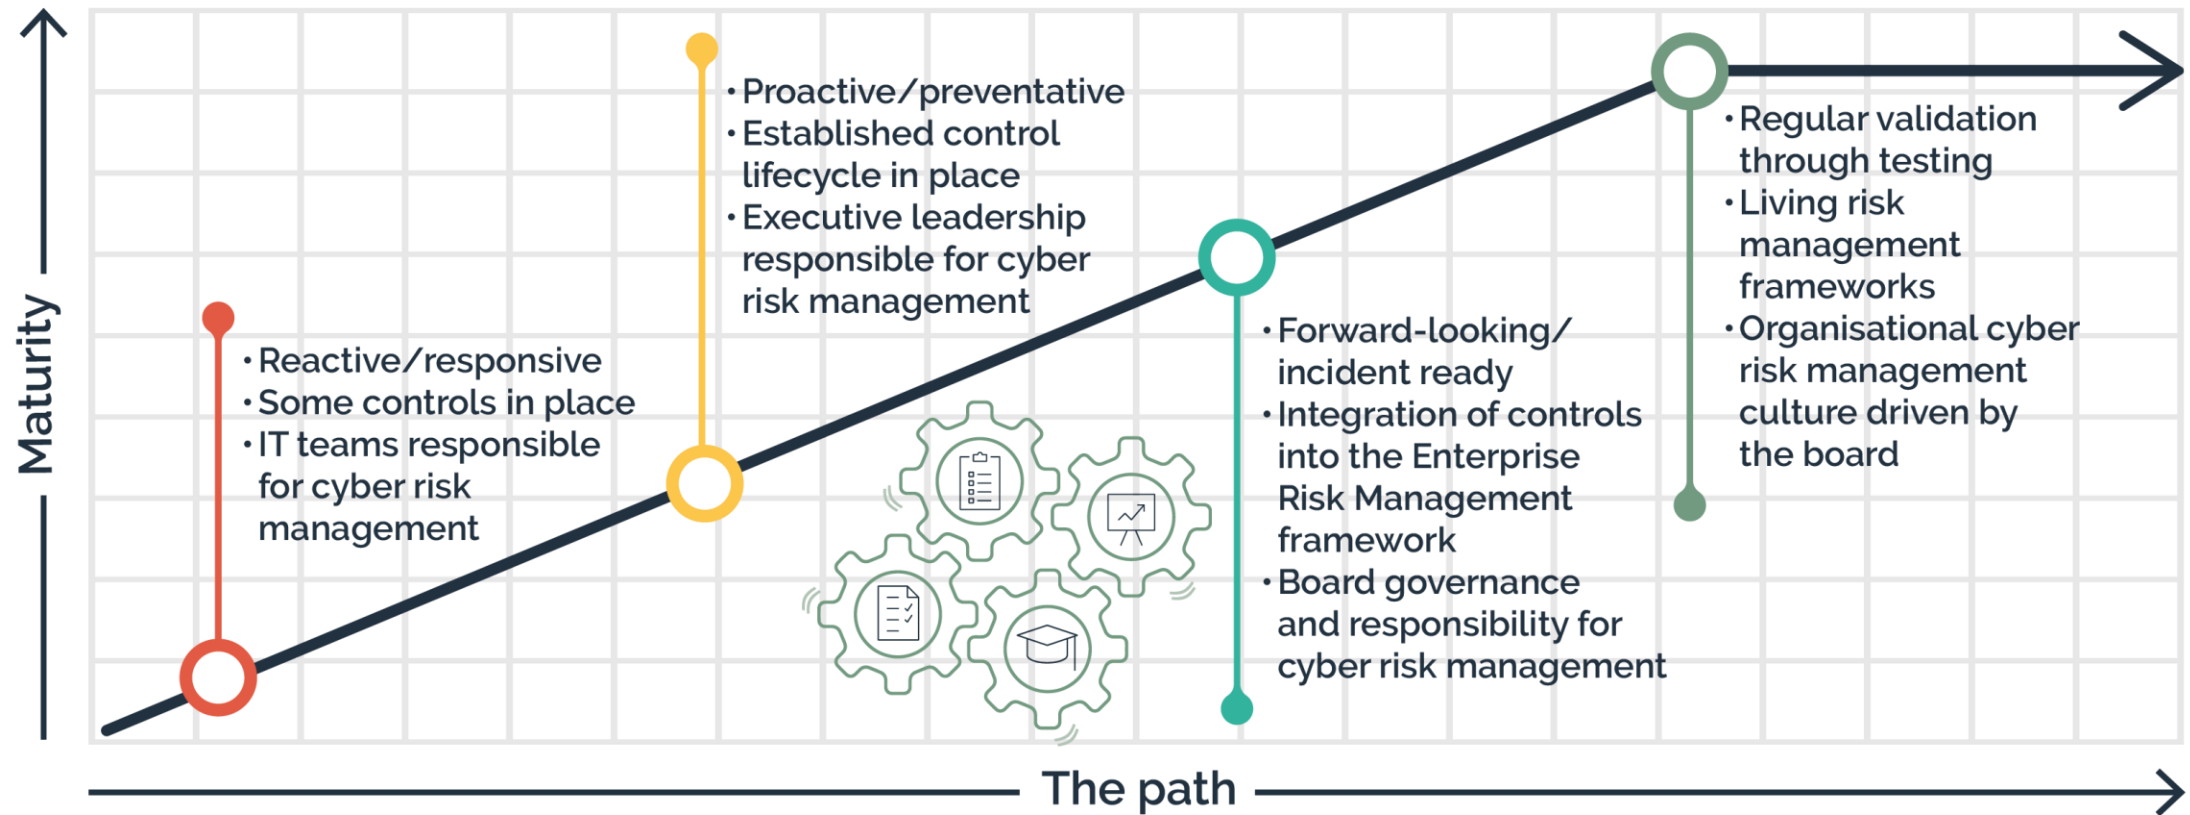 Maturity
• Reactive/responsive
• Some controls in place
• IT teams responsible
for cyber risk
management
• Proactive/preventative
• Established control
lifecycle in place
• Executive leadership
responsible for cyber
risk management
• Forward-looking/
incident ready
• Integration of controls
into the Enterprise
Risk Management
framework
• Board governance
and responsibility for
cyber risk management
• Regular validation
through testing
• Living risk
management
frameworks
• Organisational cyber
risk management
culture driven by
the board
The path